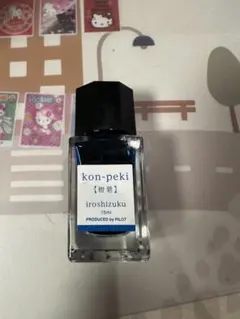 kon-peki
【紺碧】
iroshizuku
15ml
PRODUCED by PILOT